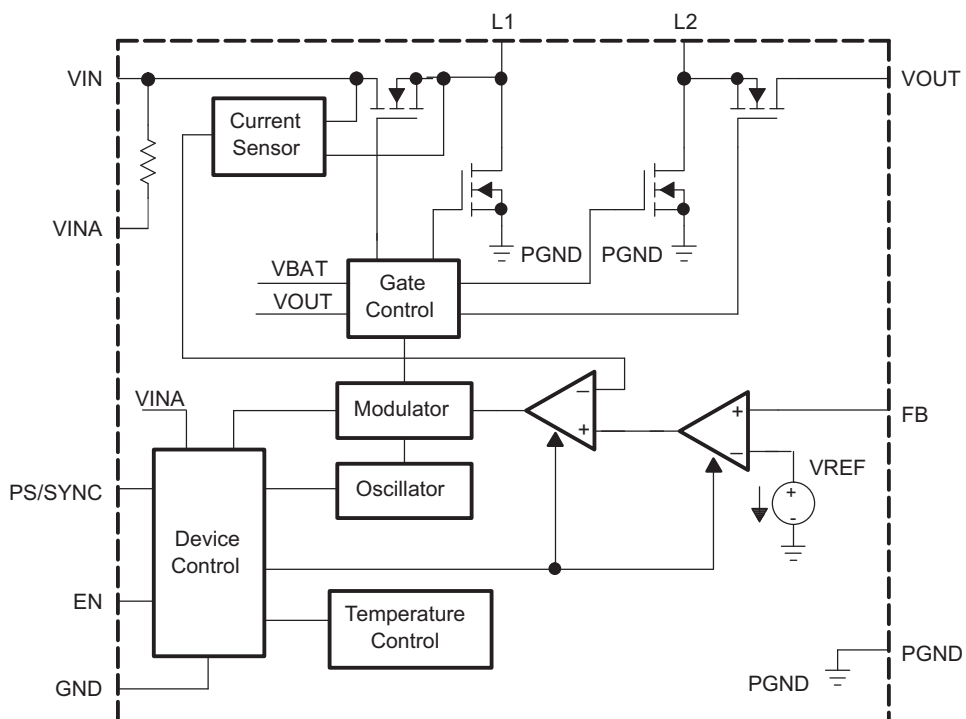 L1
L2
VIN
VOUT
Current
Sensor
VINA
PGND
PGND
VBAT
VOUT
Gate
Control
VINA
Modulator
−
+
+
−
FB
VREF
+
-
PS/SYNC
Oscillator
Device
Control
EN
Temperature
Control
GND
PGND
PGND